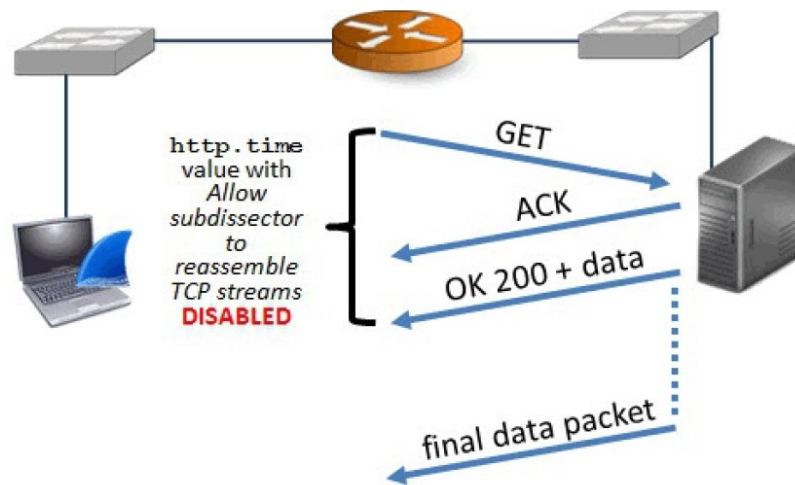 http.time
value with
Allow
subdissector
to
reassemble
TCP streams
DISABLED
GET
ACK
OK 200 + data
final data packet